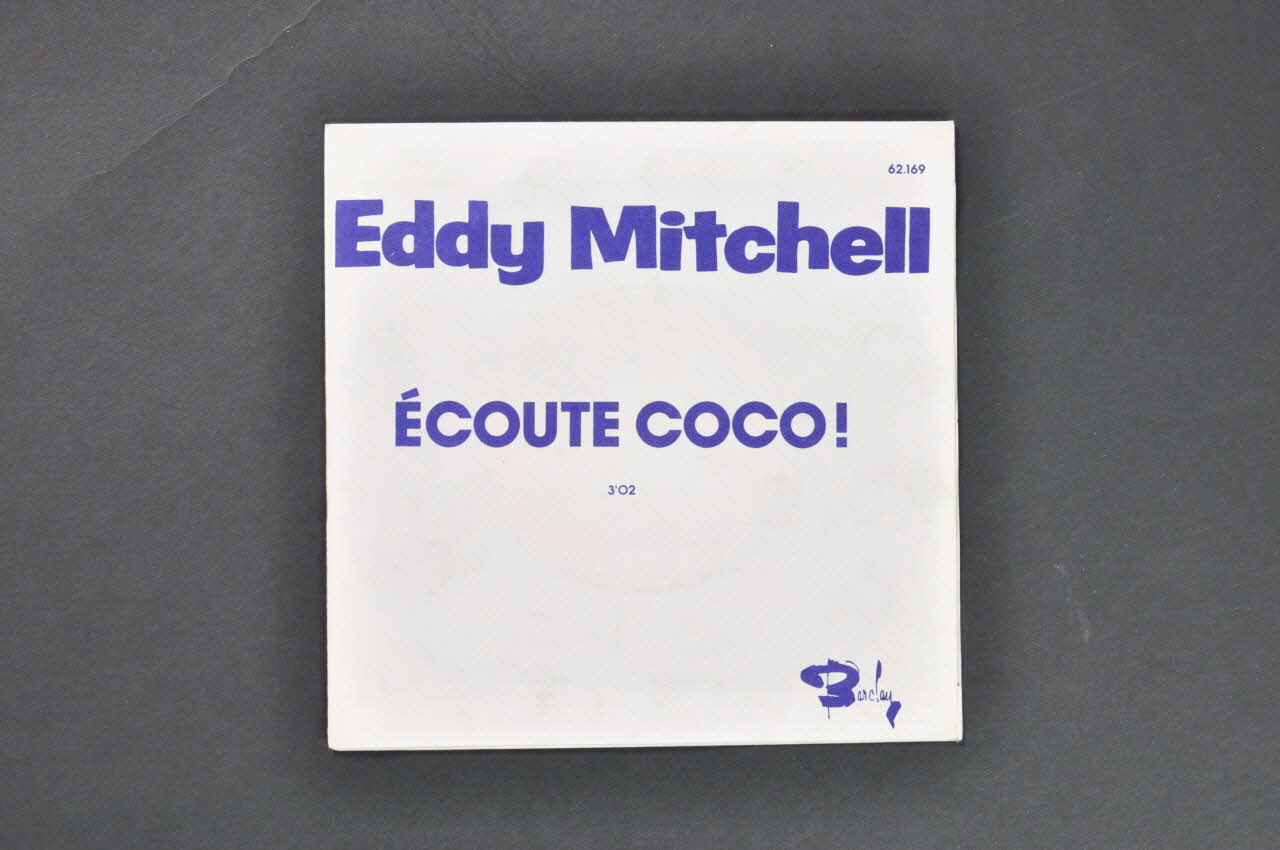 62.169
Eddy Mitchell
ÉCOUTE COCO !
3'02
Barclay